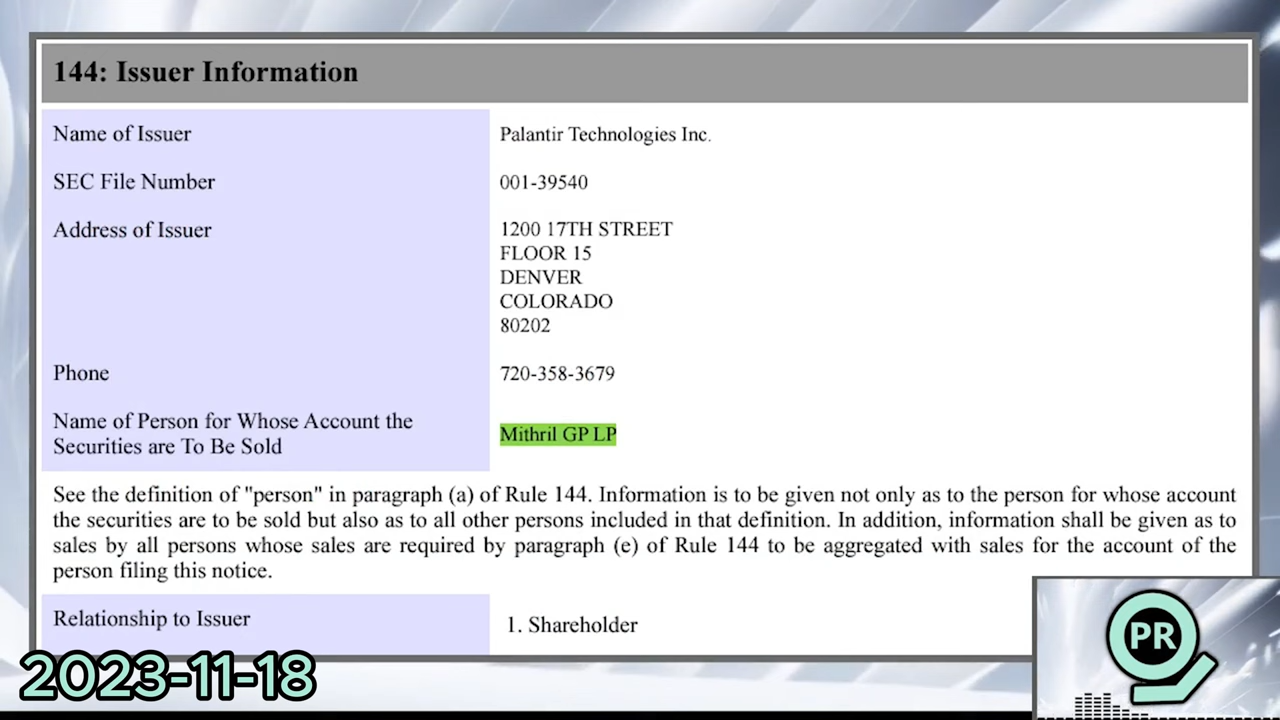 144: Issuer Information
Name of Issuer
Palantir Technologies Inc.
SEC File Number
001-39540
Address of Issuer
1200 17TH STREET
FLOOR 15
DENVER
COLORADO
80202
Phone
720-358-3679
Name of Person for Whose Account the
Securities are To Be Sold
Mithril GP LP
See the definition of "person" in paragraph (a) of Rule 144. Information is to be given not only as to the person for whose account
the securities are to be sold but also as to all other persons included in that definition. In addition, information shall be given as to
sales by all persons whose sales are required by paragraph (e) of Rule 144 to be aggregated with sales for the account of the
person filing this notice.
Relationship to Issuer
1. Shareholder
2023-11-18
PR